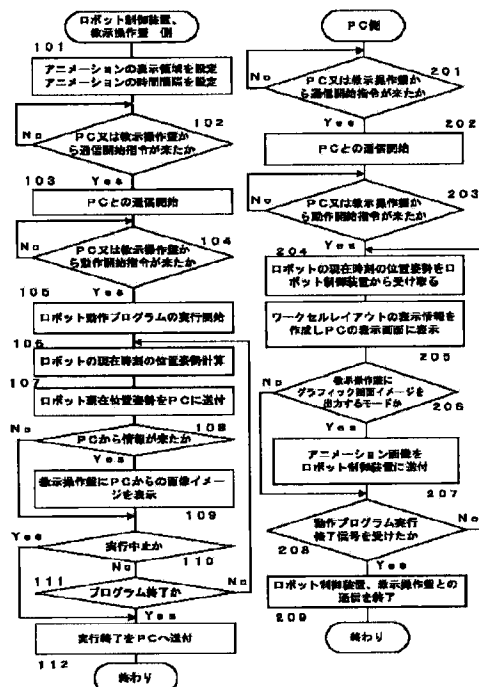 ロボット制御装置、
教示操作盤 側
101
アニメーションの表示領域を設定
アニメーションの時間間隔を設定
No
102
PC又は教示操作盤か
ら通信開始指令が来たか
103
Yes
PCとの通信開始
No
104
PC又は教示操作盤から
動作開始指令が来たか
105
Yes
ロボット動作プログラムの実行開始
106
ロボットの現在時刻の位置姿勢計算
107
ロボット現在位置姿勢をPCに送付
No
108
PCから情報が来たか
Yes
教示操作盤にPCからの画像イメー
ジを表示
109
Yes
実行中止か
110
No
111
プログラム終了か
No
Yes
実行終了をPCへ送付
112
終わり
PC側
No
201
PC又は教示操作盤か
ら通信開始指令が来たか
Yes
202
PCとの通信開始
No
203
PC又は教示操作盤か
ら動作開始指令が来たか
204
Yes
ロボットの現在時刻の位置姿勢をロ
ボット制御装置から受け取る
ワークセルレイアウトの表示情報を
作成しPCの表示画面に表示
205
No
教示操作盤に
グラフィック画面イメージを
出力するモードか
206
Yes
アニメーション画像を
ロボット制御装置に送付
207
動作プログラム実行
終了信号を受けたか
No
208
Yes
ロボット制御装置、教示操作盤との
通信を終了
209
終わり